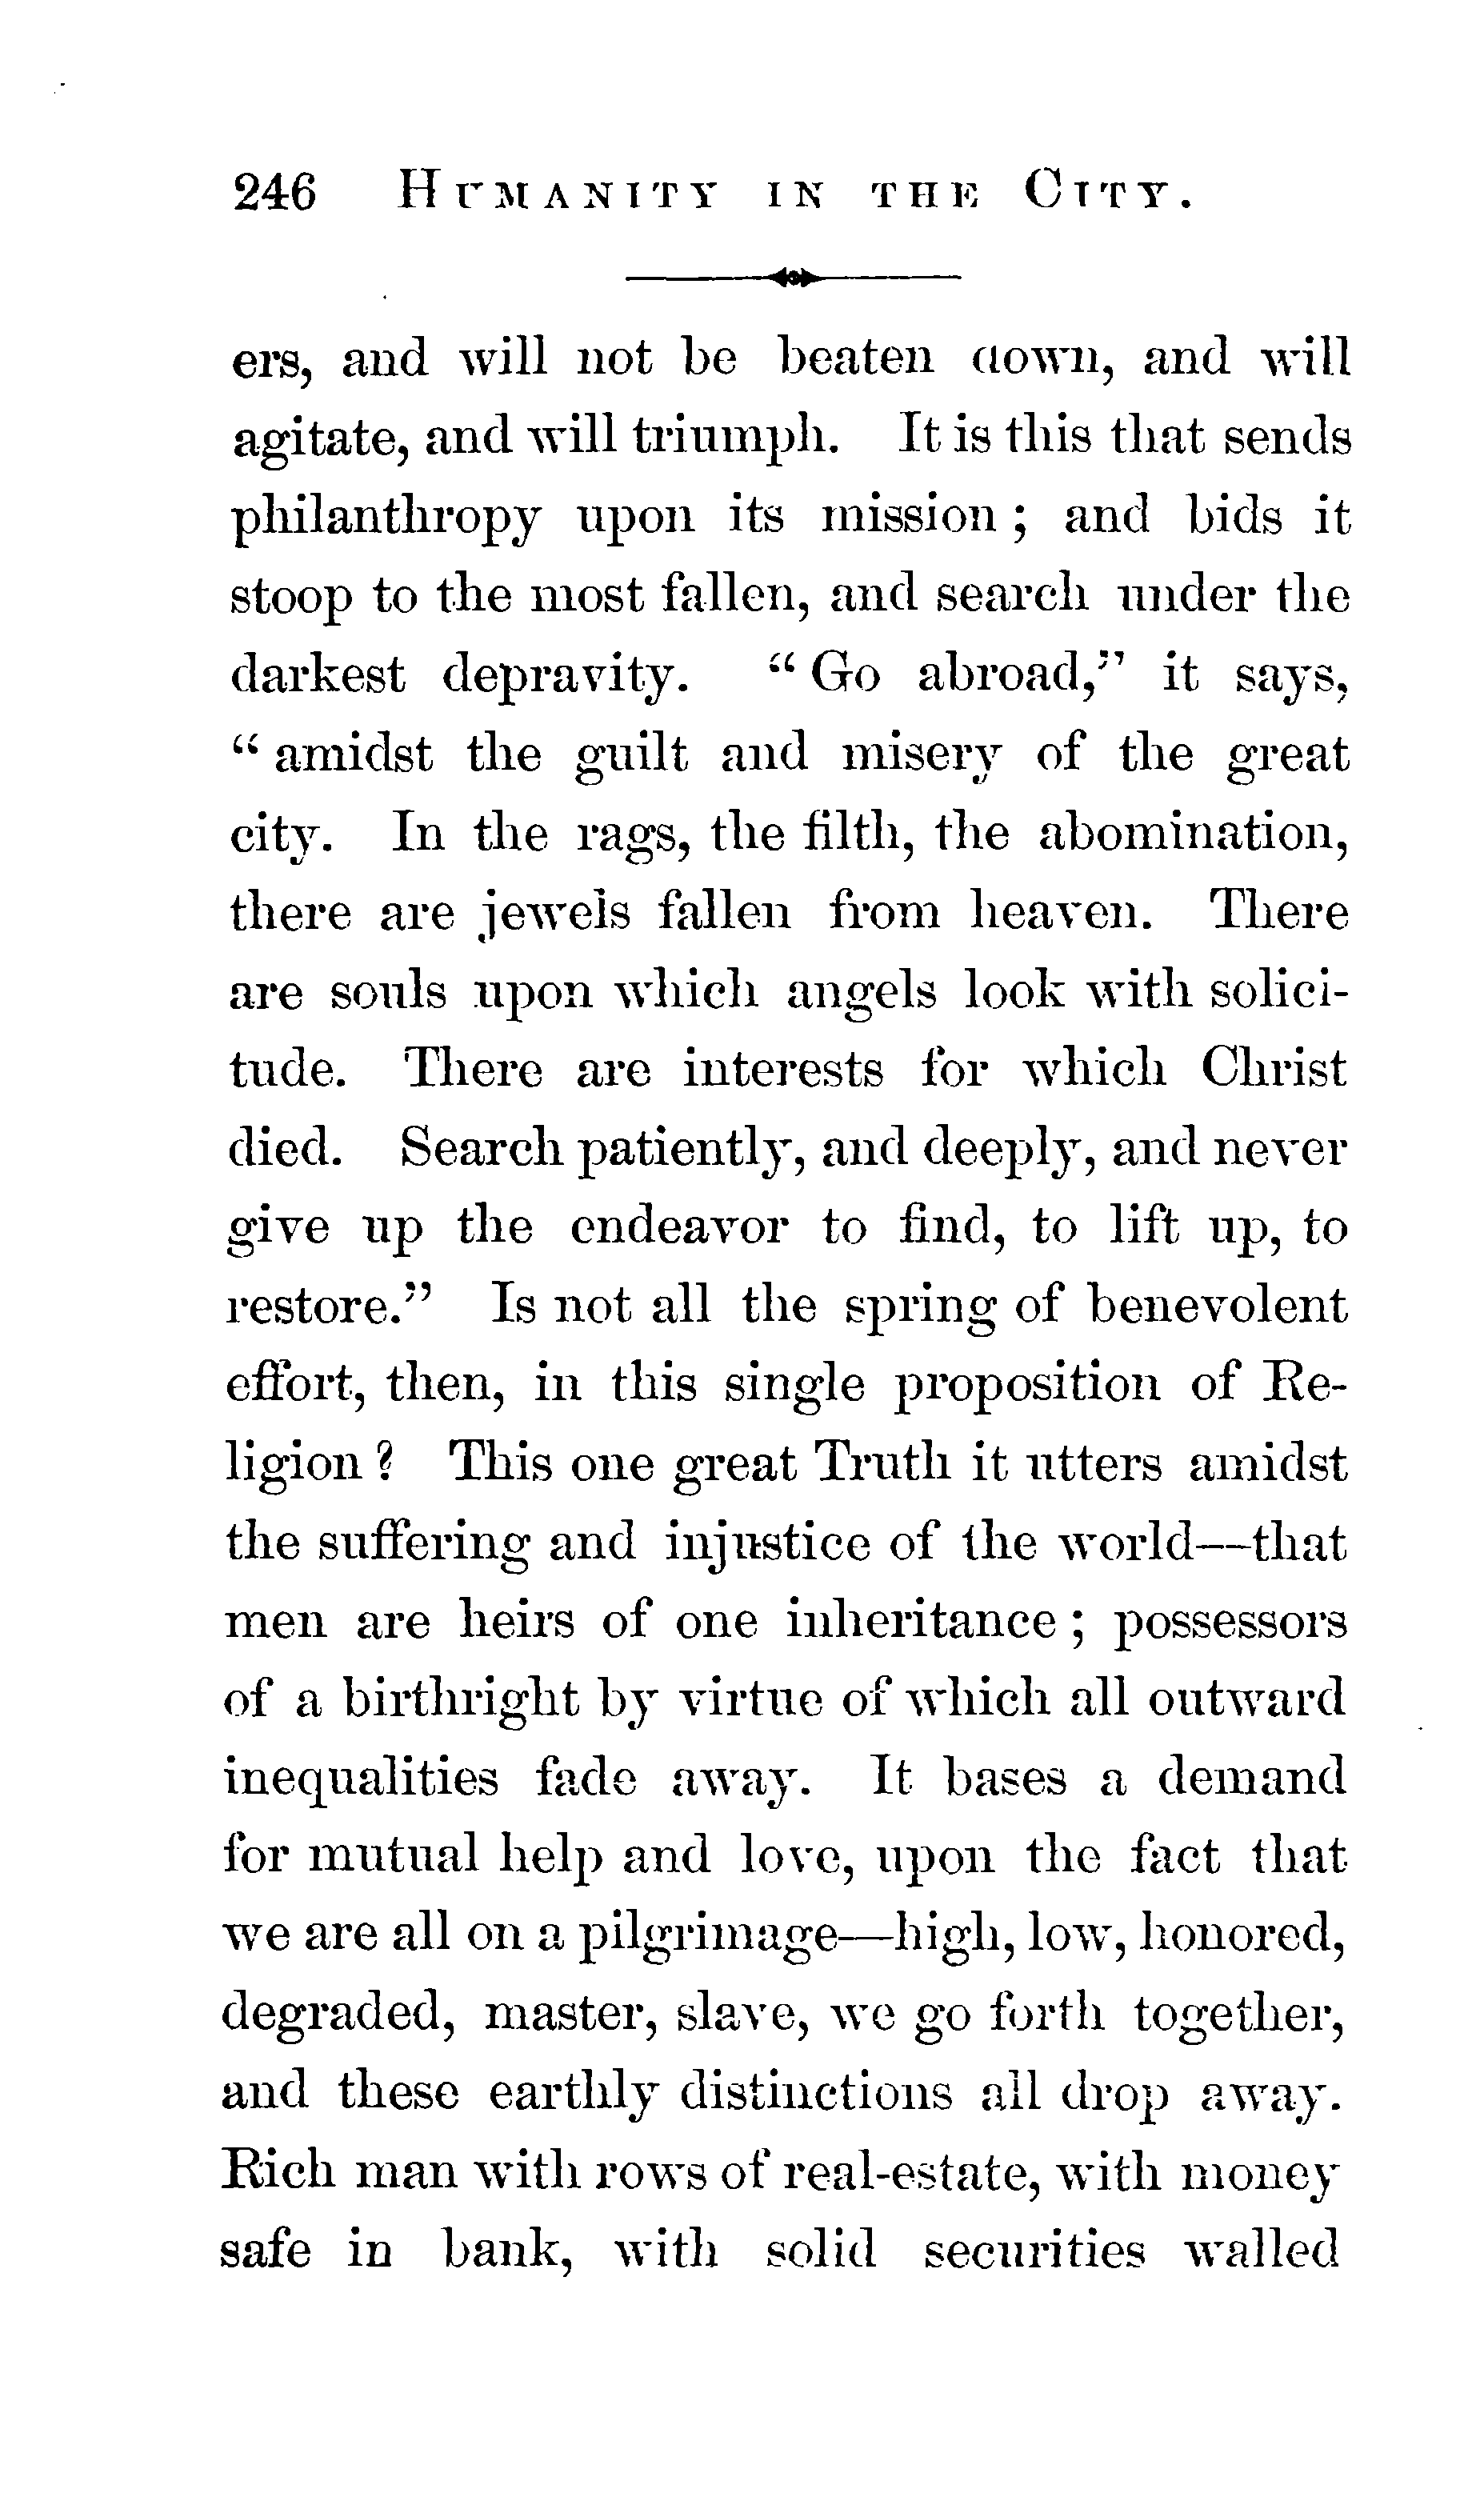 246 HUMANITY IN THE CITY.
ers, and will not be beaten down, and will
agitate, and will triumph. It is this that sends
philanthropy upon its mission ; and bids it
stoop to the most fallen, and search under the
darkest depravity. “ Go abroad,” it says,
“ amidst the guilt and misery of the great
city. In the rags, the filth, the abomination,
there are jewels fallen from heaven. There
are souls upon which angels look with solici-
tude. There are interests for which Christ
died. Search patiently, and deeply, and never
give up the endeavor to find, to lift up, to
restore.” Is not all the spring of benevolent
effort, then, in this single proposition of Re-
ligion ? This one great Truth it utters amidst
the suffering and injustice of the world—that
men are heirs of one inheritance ; possessors
of a birthright by virtue of which all outward
inequalities fade away. It bases a demand
for mutual help and love, upon the fact that
we are all on a pilgrimage—high, low, honored,
degraded, master, slave, we go forth together,
and these earthly distinctions all drop away.
Rich man with rows of real-estate, with money
safe in bank, with solid securities walled